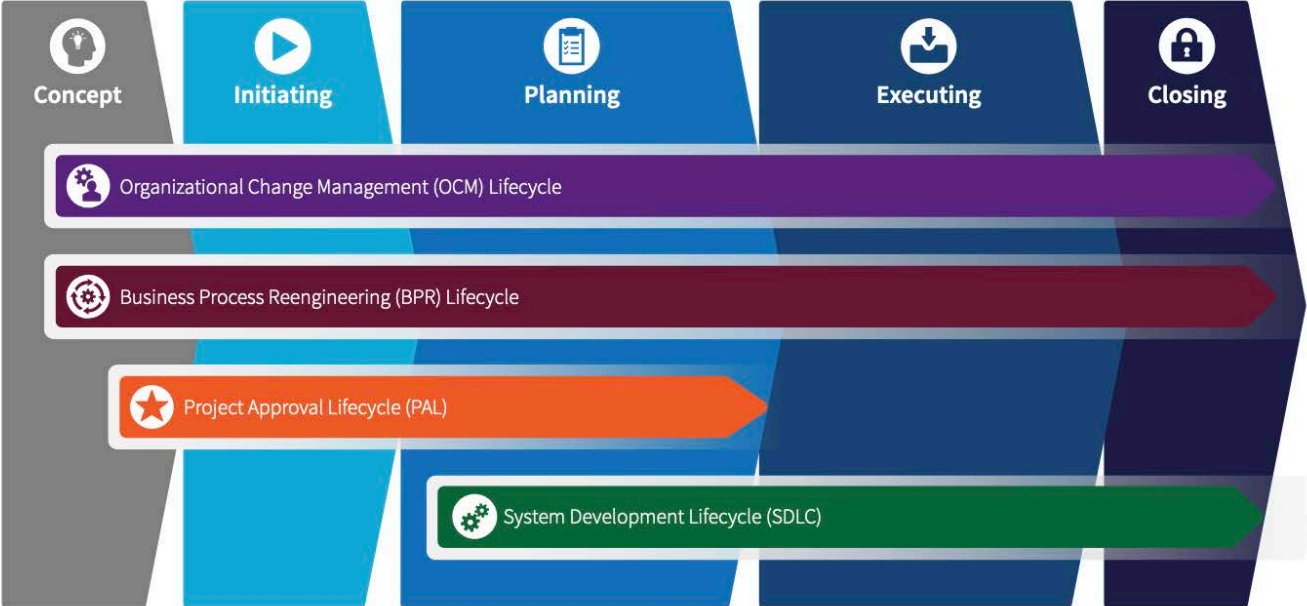 Concept
Initiating
Planning
Executing
Closing
Organizational Change Management (OCM) Lifecycle
Business Process Reengineering (BPR) Lifecycle
Project Approval Lifecycle (PAL)
System Development Lifecycle (SDLC)